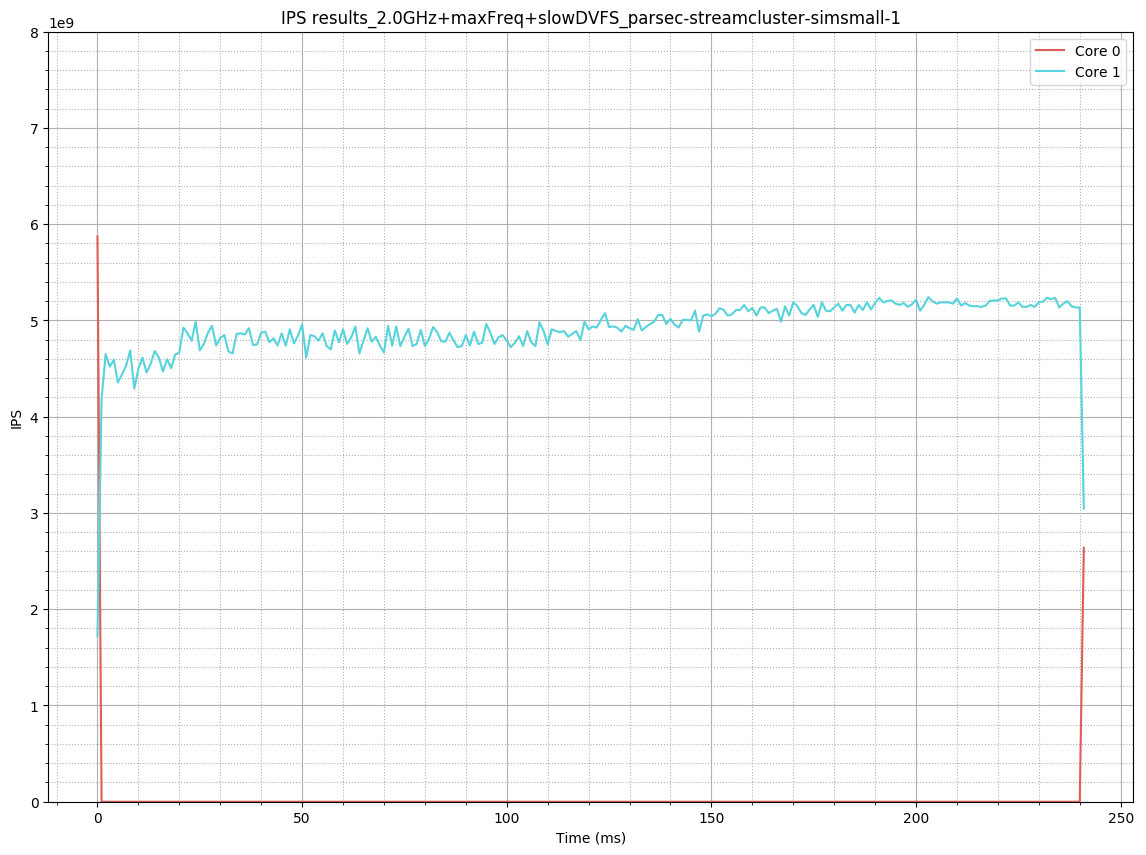 IPS results_2.0GHz+maxFreq+slowDVFS_parsec-streamcluster-simsmall-1
1e9
8
7
6
5
4
3
2
1
0
IPS
Core 0
Core 1
0
50
100
150
200
250
Time (ms)